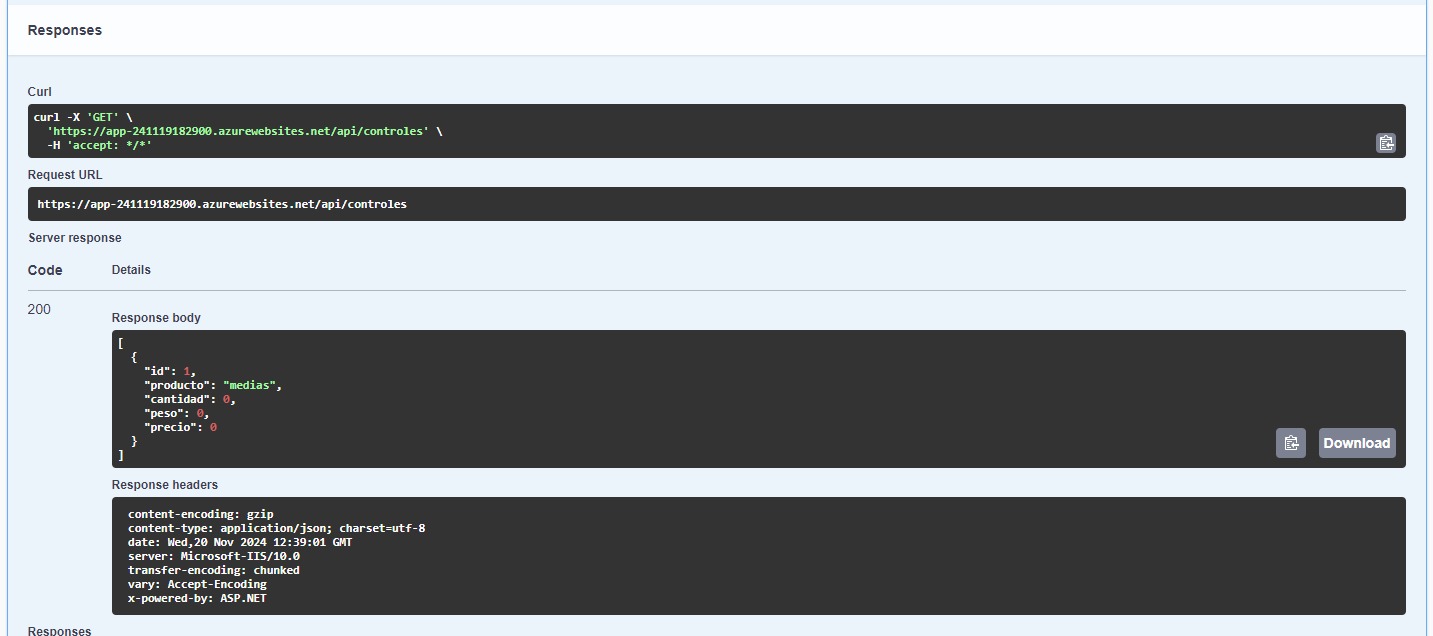 Responses
Curl
curl -X 'GET' \
  'https://app-241119182900.azurewebsites.net/api/controles' \
  -H 'accept: */*'
Request URL
https://app-241119182900.azurewebsites.net/api/controles
Server response
Code Details
200
Response body
[
  {
    "id": 1,
    "producto": "medias",
    "cantidad": 0,
    "peso": 0,
    "precio": 0
  }
]
Download
Response headers
content-encoding: gzip
content-type: application/json; charset=utf-8
date: Wed,20 Nov 2024 12:39:01 GMT
server: Microsoft-IIS/10.0
transfer-encoding: chunked
vary: Accept-Encoding
x-powered-by: ASP.NET
Responses